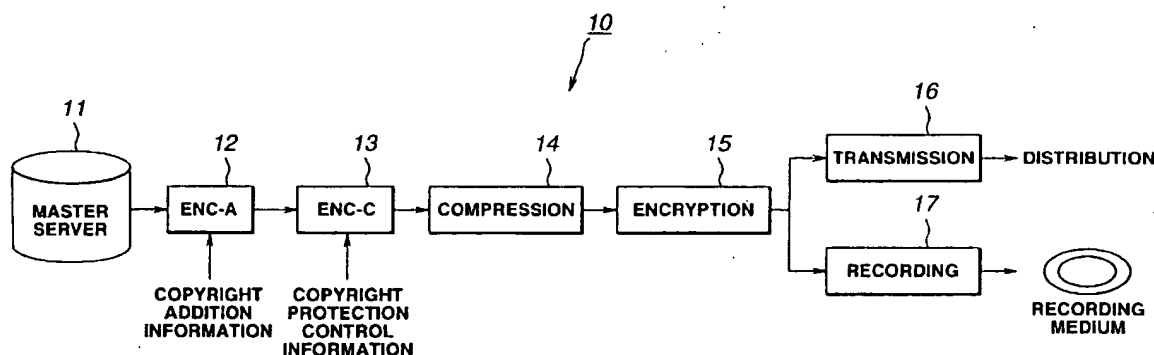 10
11
MASTER
SERVER
12
ENC-A
COPYRIGHT
ADDITION
INFORMATION
13
ENC-C
COPYRIGHT
PROTECTION
CONTROL
INFORMATION
14
COMPRESSION
15
ENCRYPTION
16
TRANSMISSION
DISTRIBUTION
17
RECORDING
RECORDING
MEDIUM